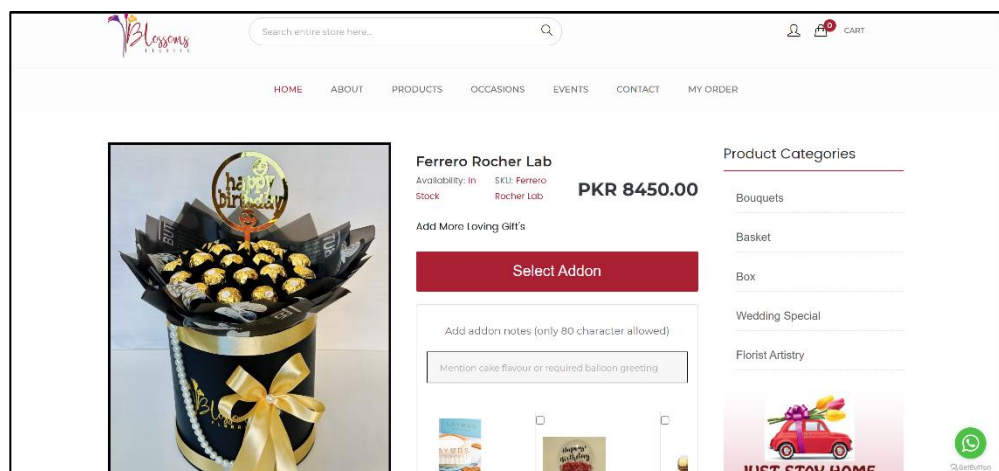 Blossoms
Search entire store here...
0
CART
HOME ABOUT PRODUCTS OCCASIONS EVENTS CONTACT MY ORDER
happy
birthday
Ferrero Rocher Lab
Availability: In Stock
SKU: Ferrero Rocher Lab
PKR 8450.00
Add More Loving Gift's
Select Addon
Add addon notes (only 80 character allowed)
Mention cake flavour or required balloon greeting
Product Categories
Bouquets
Basket
Box
Wedding Special
Florist Artistry
JUST STAY HOME
GetButton